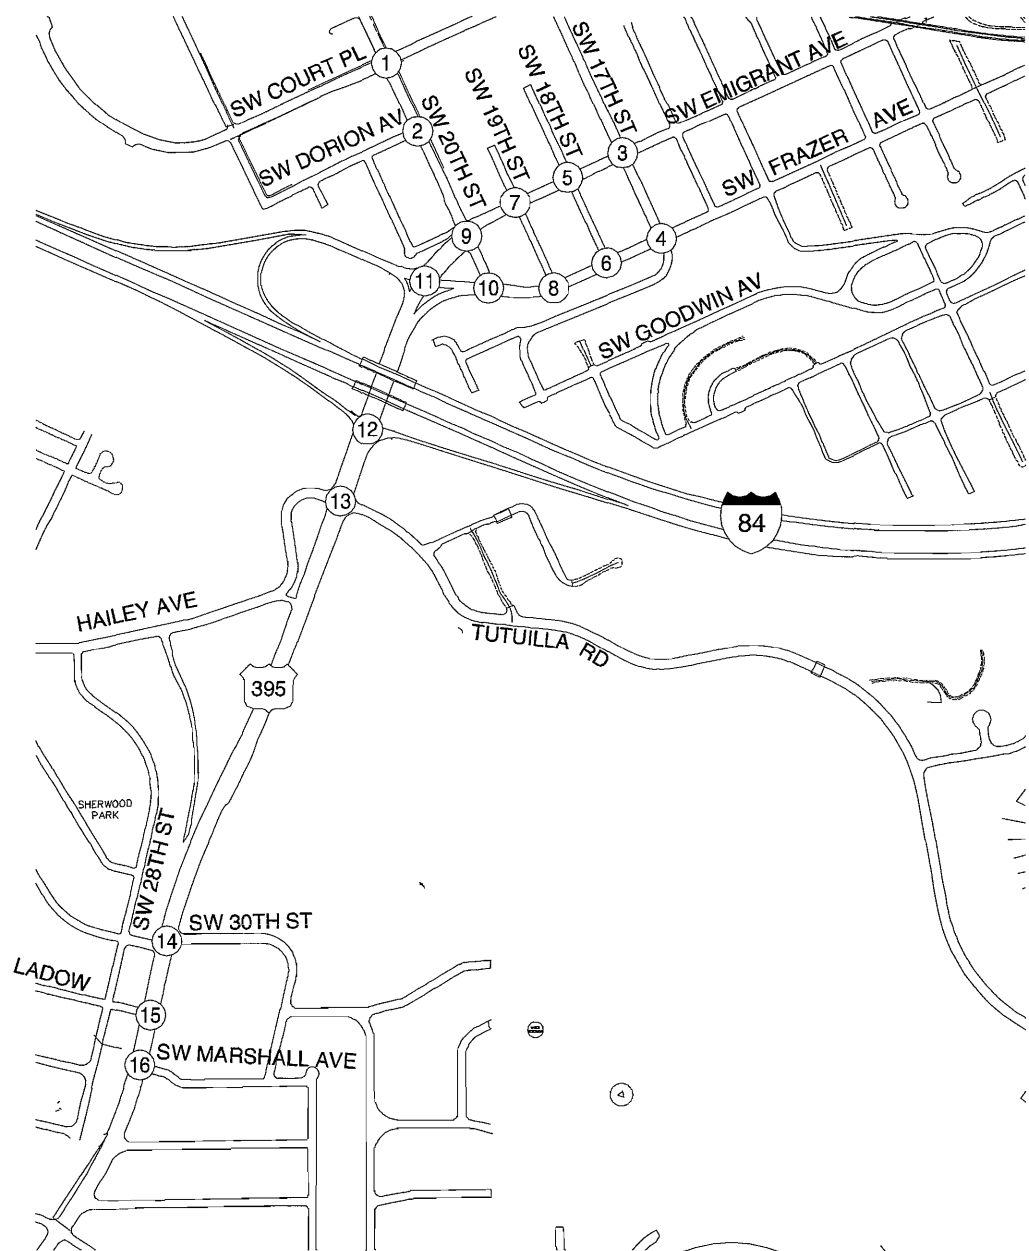 1
SW COURT PL
SW 17TH ST
SW EMIGRANT AVE
SW 18TH ST
SW 19TH ST
SW 20TH ST
2
SW DORION AV
3
SW FRAZER AVE
5
7
4
9
6
11
10
8
SW GOODWIN AV
12
13
84
HAILEY AVE
TUTUILLA RD
395
SHERWOOD
PARK
SW 28TH ST
SW 30TH ST
14
LADOW
15
SW MARSHALL AVE
16